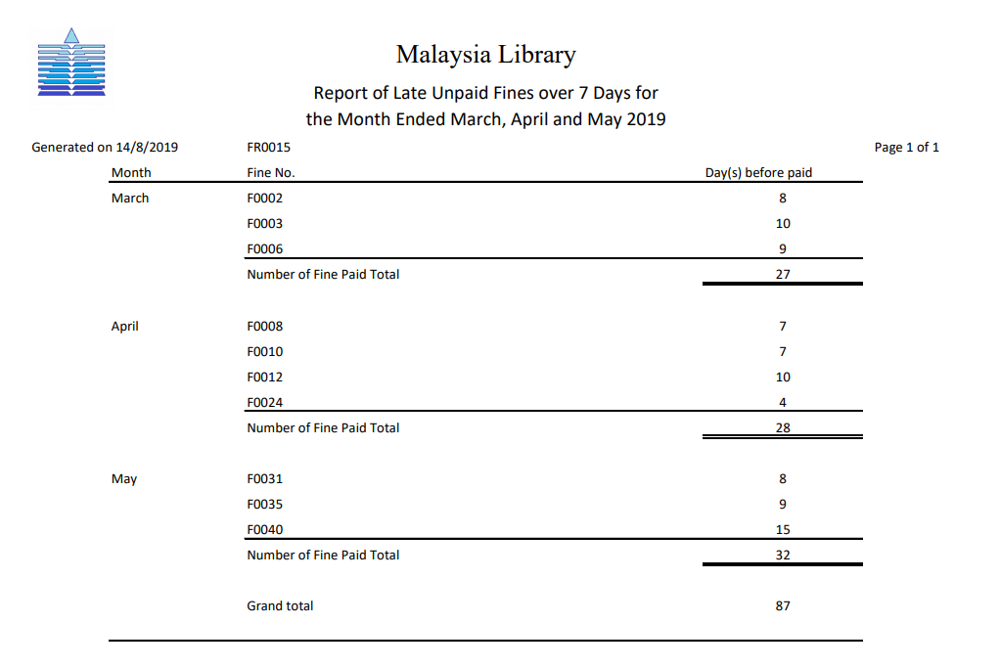 Malaysia Library
Report of Late Unpaid Fines over 7 Days for
the Month Ended March, April and May 2019
Generated on 14/8/2019 FR0015 Page 1 of 1
Month Fine No. Day(s) before paid
March F0002 8
F0003 10
F0006 9
Number of Fine Paid Total 27
April F0008 7
F0010 7
F0012 10
F0024 4
Number of Fine Paid Total 28
May F0031 8
F0035 9
F0040 15
Number of Fine Paid Total 32
Grand total 87